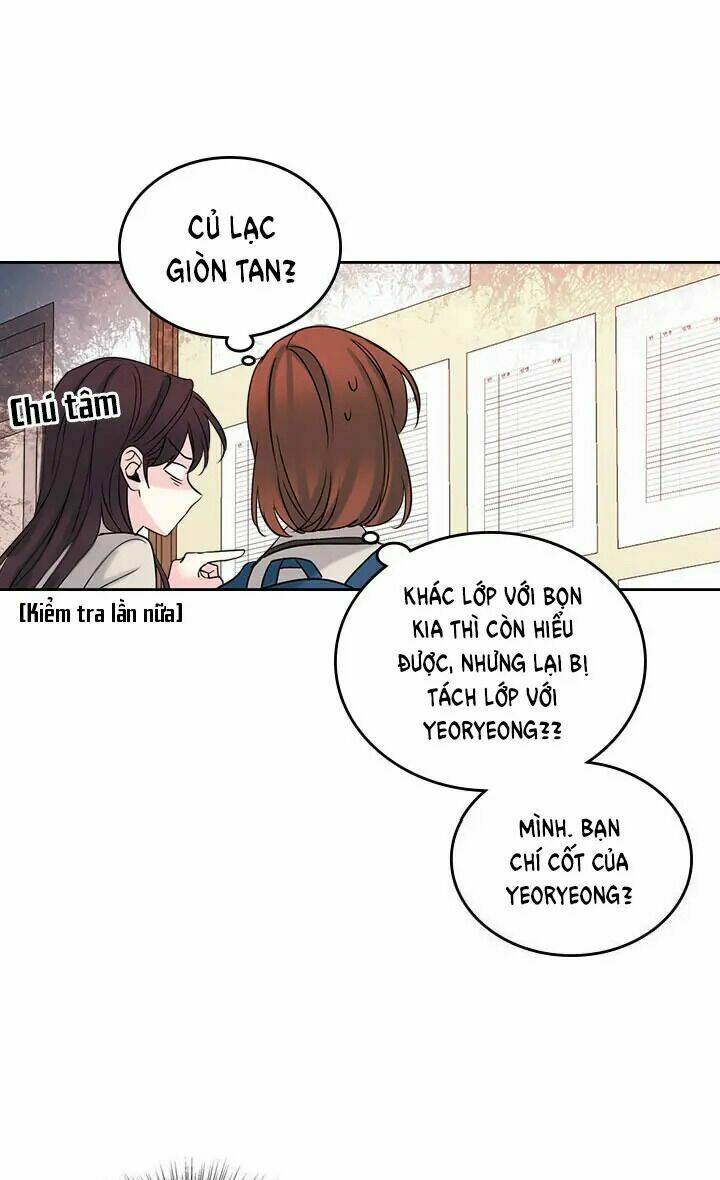 CỦ LẠC
GIÒN TAN?
Chú tâm
[Kiểm tra lần nữa]
KHÁC LỚP VỚI BỌN
KIA THÌ CÒN HIỂU
ĐƯỢC, NHƯNG LẠI BỊ
TÁCH LỚP VỚI
YEORYEONG??
MÌNH. BẠN
CHÍ CỐT CỦA
YEORYEONG?